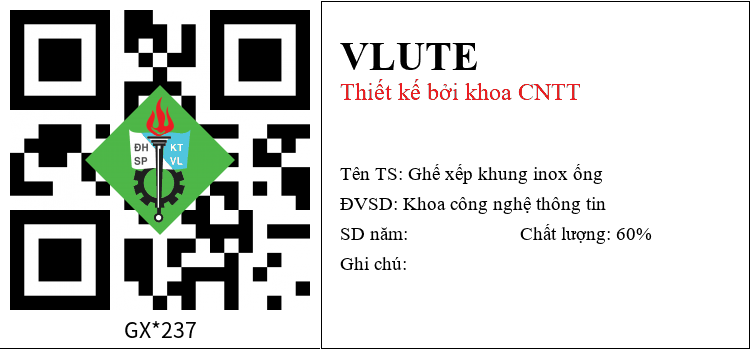 ĐH KT
SP VL
GX*237
VLUTE
Thiết kế bởi khoa CNTT
Tên TS: Ghế xếp khung inox ống
ĐVSD: Khoa công nghệ thông tin
SD năm: Chất lượng: 60%
Ghi chú: